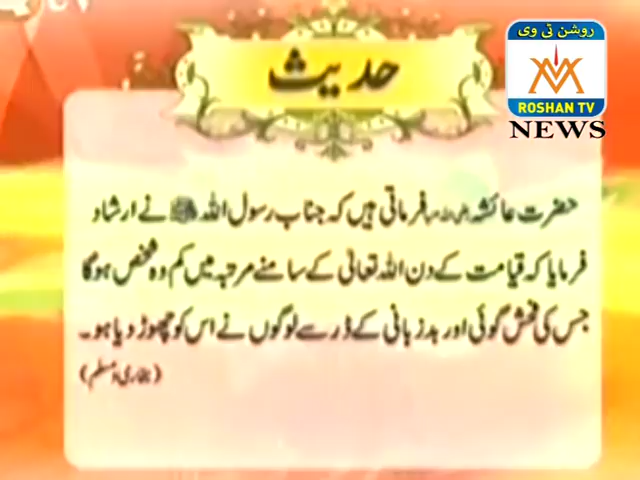 روشن ٹی وی
ROSHAN TV
NEWS
حدیث
حضرت عائشہ فرماتی ہیں کہ جناب رسول اللہ ﷺ نے ارشاد
فرمایا کہ قیامت کے دن اللہ تعالیٰ کے سامنے مرتبہ میں کم وہ شخص ہوگا
جس کی فحش گوئی اور بدزبانی کے ڈر سے لوگوں نے اس کو چھوڑ دیا ہو۔
(بخاری و مسلم)